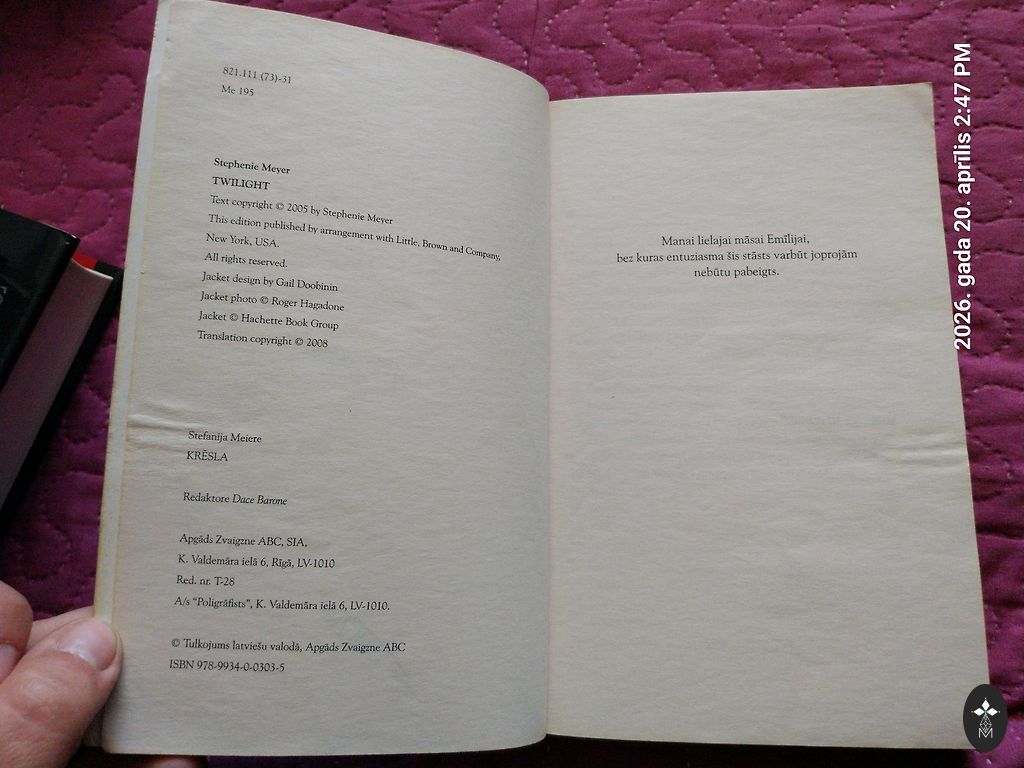 821.111 (73)-31
Me 195
Stephenie Meyer
TWILIGHT
Text copyright © 2005 by Stephenie Meyer
This edition published by arrangement with Little, Brown and Company,
New York, USA.
All rights reserved.
Jacket design by Gail Doobinin
Jacket photo © Roger Hagadone
Jacket © Hachette Book Group
Translation copyright © 2008
Stefanija Meiere
KRĒSLA
Redaktore Dace Barone
Apgāds Zvaigzne ABC, SIA,
K. Valdemāra ielā 6, Rīgā, LV-1010
Red. nr. T-28
A/s “Poligrāfists”, K. Valdemāra ielā 6, LV-1010.
© Tulkojums latviešu valodā, Apgāds Zvaigzne ABC
ISBN 978-9934-0-0303-5
Manai lielajai māsai Emīlijai,
bez kuras entuziasma šis stāsts varbūt joprojām
nebūtu pabeigts.
2026. gada 20. aprīlis 2:47 PM
M